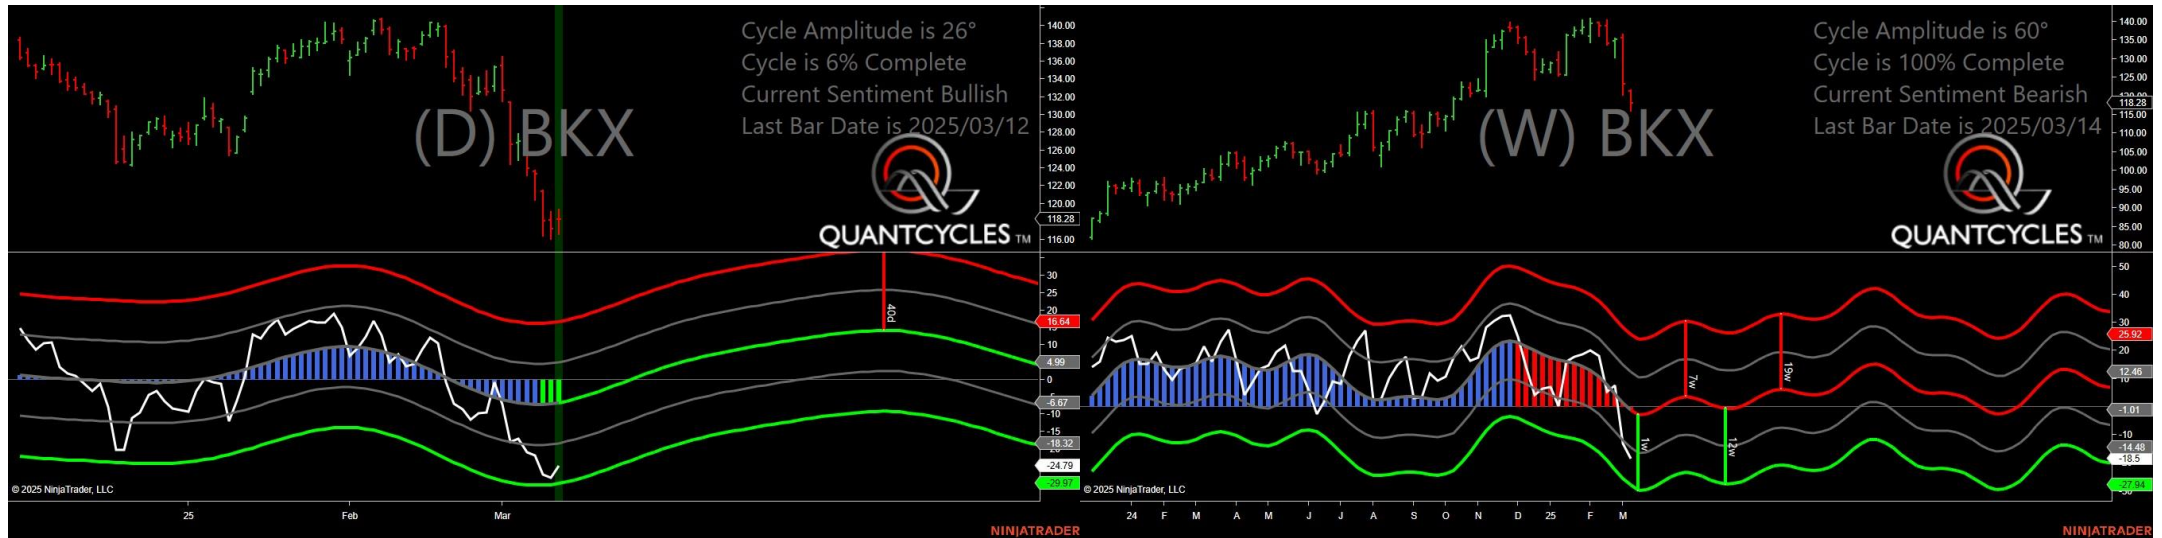 Cycle Amplitude is 26°
Cycle is 6% Complete
Current Sentiment Bullish
Last Bar Date is 2025/03/12
(D) BKX
QUANTCYCLES TM
140.00
138.00
136.00
134.00
132.00
130.00
128.00
126.00
124.00
122.00
120.00
118.28
116.00
40d
30
25
20
16.64
10
4.99
0
-6.67
-10
-15
-18.32
-24.79
-29.97
© 2025 NinjaTrader, LLC
25 Feb Mar
NINJATRADER
Cycle Amplitude is 60°
Cycle is 100% Complete
Current Sentiment Bearish
Last Bar Date is 2025/03/14
(W) BKX
QUANTCYCLES TM
140.00
135.00
130.00
125.00
118.28
115.00
110.00
105.00
100.00
95.00
90.00
85.00
80.00
1w
7w
12w
19w
50
40
30
25.92
20
12.46
10
-1.01
-10
-14.48
-18.5
-27.94
© 2025 NinjaTrader, LLC
24 F M A M J J A S O N D 25 F M
NINJATRADER